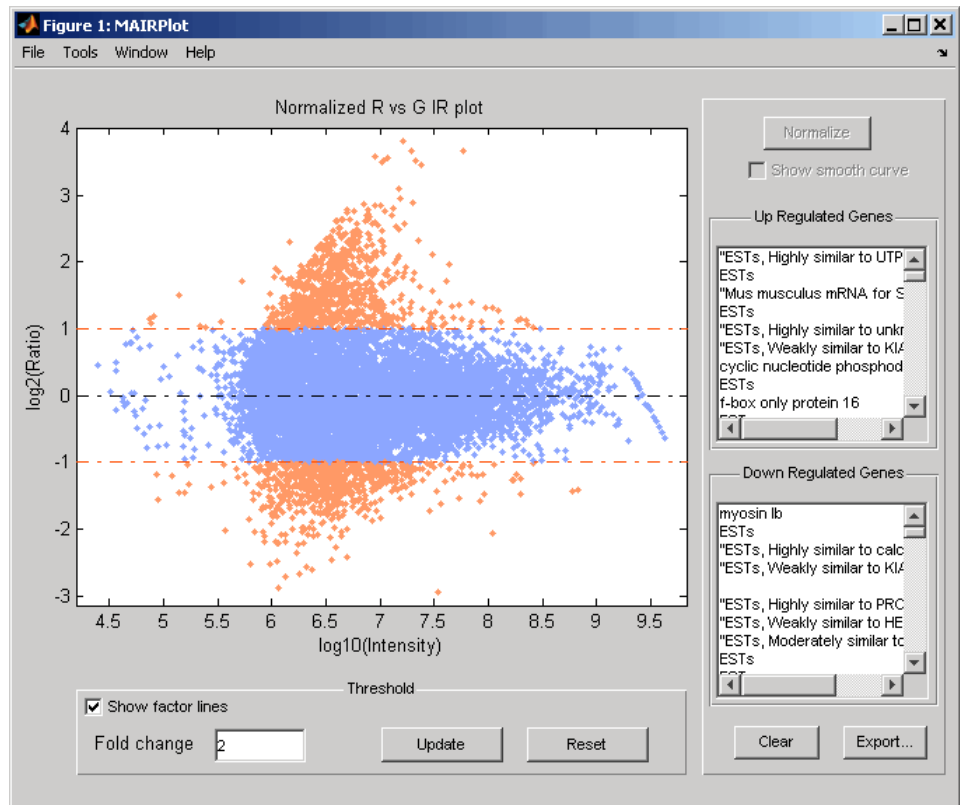 Figure 1: MAIRPlot
File Tools Window Help
Normalized R vs G IR plot
4
3
2
1
0
-1
-2
-3
log2(Ratio)
4.5 5 5.5 6 6.5 7 7.5 8 8.5 9 9.5
log10(Intensity)
Normalize
Show smooth curve
Up Regulated Genes
"ESTs, Highly similar to UTP
ESTs
"Mus musculus mRNA for S
ESTs
"ESTs, Highly similar to unkr
"ESTs, Weakly similar to KIA
cyclic nucleotide phosphod
ESTs
f-box only protein 16
Down Regulated Genes
myosin Ib
ESTs
"ESTs, Highly similar to calc
"ESTs, Weakly similar to KIA
"ESTs, Highly similar to PRO
"ESTs, Weakly similar to HE
"ESTs, Moderately similar to
ESTs
Threshold
Show factor lines
Fold change 2 Update Reset
Clear Export...